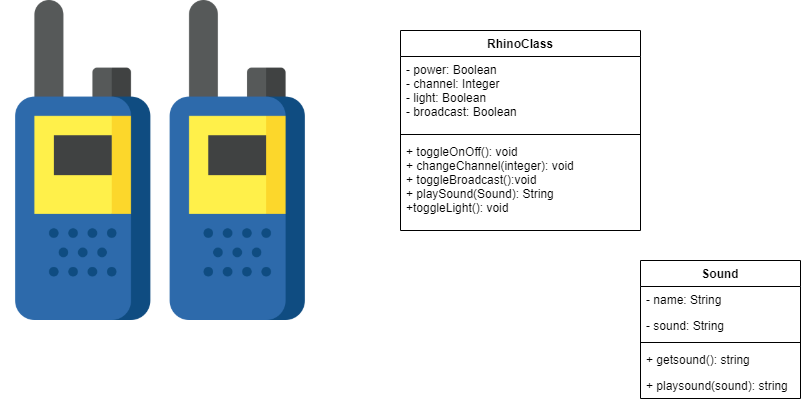 RhinoClass
- power: Boolean
- channel: Integer
- light: Boolean
- broadcast: Boolean
+ toggleOnOff(): void
+ changeChannel(integer): void
+ toggleBroadcast():void
+ playSound(Sound): String
+toggleLight(): void
Sound
- name: String
- sound: String
+ getsound(): string
+ playsound(sound): string